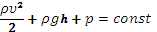 ρv²/2 + ρgh + p = const